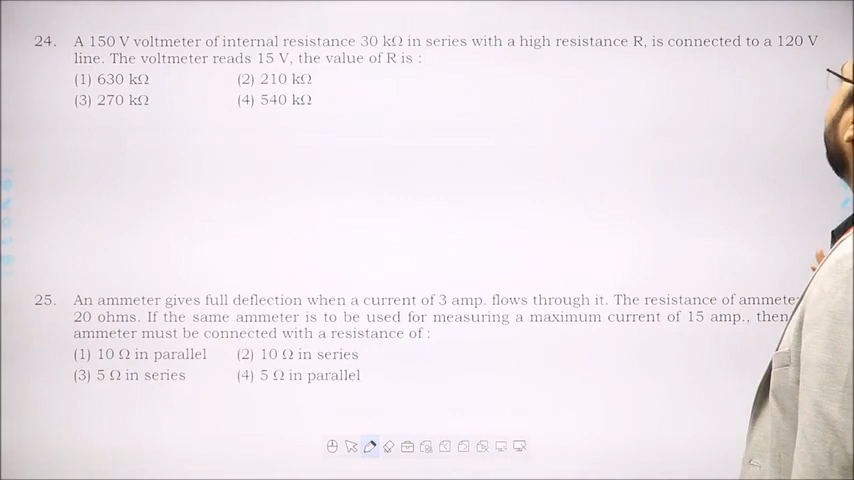 24. A 150 V voltmeter of internal resistance 30 kΩ in series with a high resistance R, is connected to a 120 V
line. The voltmeter reads 15 V, the value of R is :
(1) 630 kΩ (2) 210 kΩ
(3) 270 kΩ (4) 540 kΩ
25. An ammeter gives full deflection when a current of 3 amp. flows through it. The resistance of
20 ohms. If the same ammeter is to be used for measuring a maximum current of 15 amp., then
ammeter must be connected with a resistance of :
(1) 10 Ω in parallel (2) 10 Ω in series
(3) 5 Ω in series (4) 5 Ω in parallel